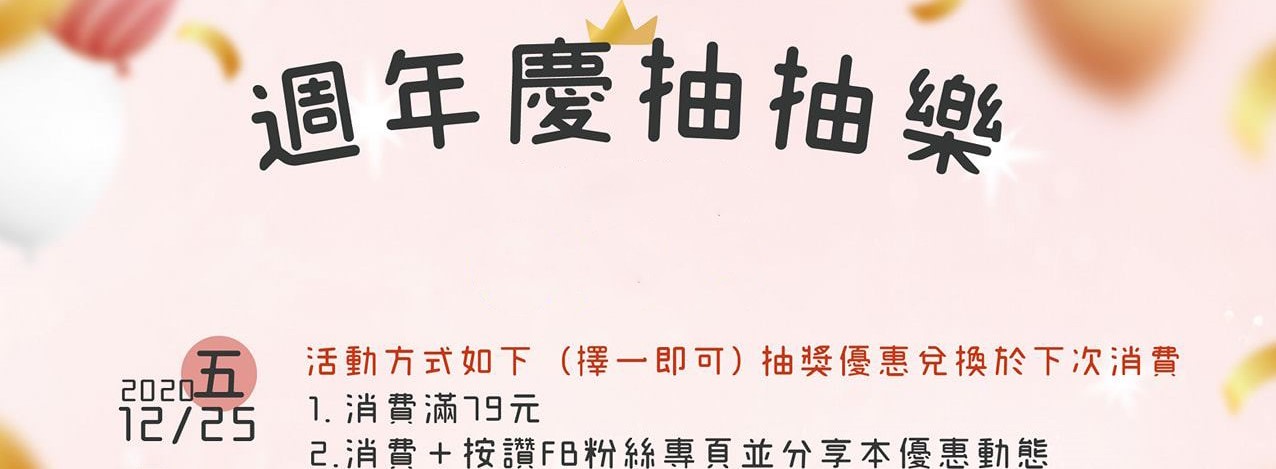 週年慶抽抽樂
2020 五
12/25
活動方式如下 (擇一即可) 抽獎優惠兌換於下次消費
1. 消費滿79元
2.消費+按讚FB粉絲專頁並分享本優惠動態